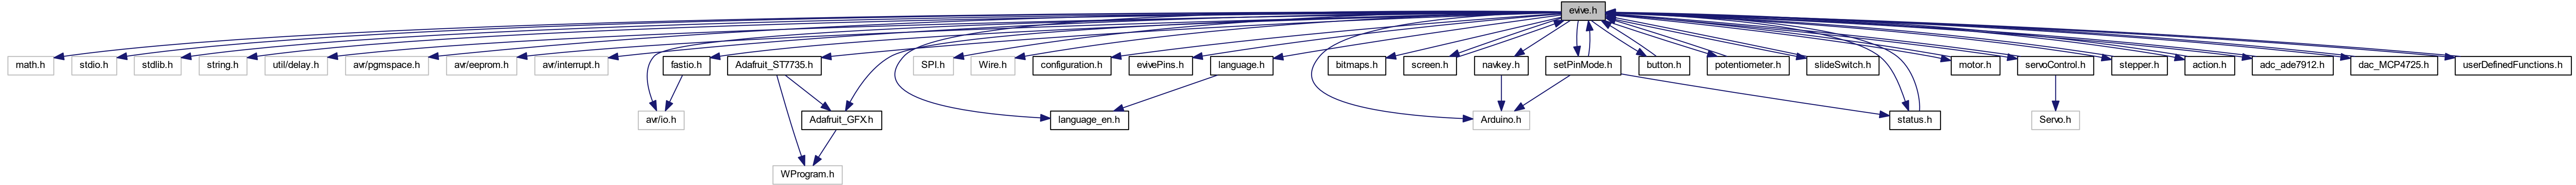 evive.h
math.h
stdio.h
stdlib.h
string.h
util/delay.h
avr/pgmspace.h
avr/eeprom.h
avr/interrupt.h
fastio.h
Adafruit_ST7735.h
SPI.h
Wire.h
configuration.h
evivePins.h
language.h
bitmaps.h
screen.h
navkey.h
setPinMode.h
button.h
potentiometer.h
slideSwitch.h
motor.h
servoControl.h
stepper.h
action.h
adc_ade7912.h
dac_MCP4725.h
userDefinedFunctions.h
avr/io.h
Adafruit_GFX.h
language_en.h
Arduino.h
status.h
Servo.h
WProgram.h